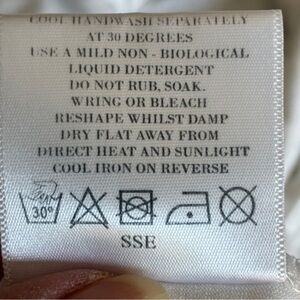 COOL HANDWASH SEPARATELY
AT 30 DEGREES
USE A MILD NON - BIOLOGICAL
LIQUID DETERGENT
DO NOT RUB, SOAK.
WRING OR BLEACH
RESHAPE WHILST DAMP
DRY FLAT AWAY FROM
DIRECT HEAT AND SUNLIGHT
COOL IRON ON REVERSE
30°
SSE